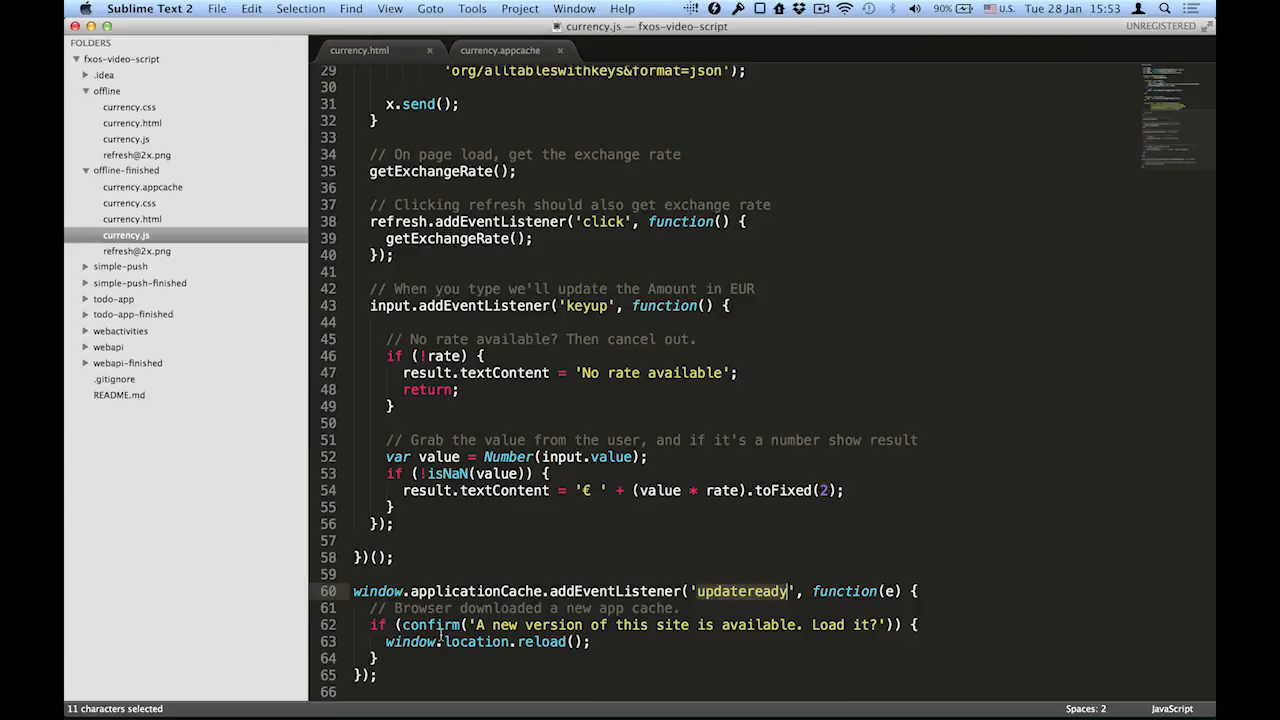 Sublime Text 2 File Edit Selection Find View Goto Tools Project Window Help 90% U.S. Tue 28 Jan 15:53
currency.js — fxos-video-script UNREGISTERED
FOLDERS
fxos-video-script
.idea
offline
currency.css
currency.html
currency.js
refresh@2x.png
offline-finished
currency.appcache
currency.css
currency.html
currency.js
refresh@2x.png
simple-push
simple-push-finished
todo-app
todo-app-finished
webactivities
webapi
webapi-finished
.gitignore
README.md
currency.html × currency.appcache ×
29 'org/alltableswithkeys&format=json');
30
31 x.send();
32 }
33
34 // On page load, get the exchange rate
35 getExchangeRate();
36
37 // Clicking refresh should also get exchange rate
38 refresh.addEventListener('click', function() {
39 getExchangeRate();
40 });
41
42 // When you type we'll update the Amount in EUR
43 input.addEventListener('keyup', function() {
44
45 // No rate available? Then cancel out.
46 if (!rate) {
47 result.textContent = 'No rate available';
48 return;
49 }
50
51 // Grab the value from the user, and if it's a number show result
52 var value = Number(input.value);
53 if (!isNaN(value)) {
54 result.textContent = '€ ' + (value * rate).toFixed(2);
55 }
56 });
57
58 })();
59
60 window.applicationCache.addEventListener('updateready', function(e) {
61 // Browser downloaded a new app cache.
62 if (confirm('A new version of this site is available. Load it?')) {
63 window.location.reload();
64 }
65 });
66
11 characters selected Spaces: 2 JavaScript